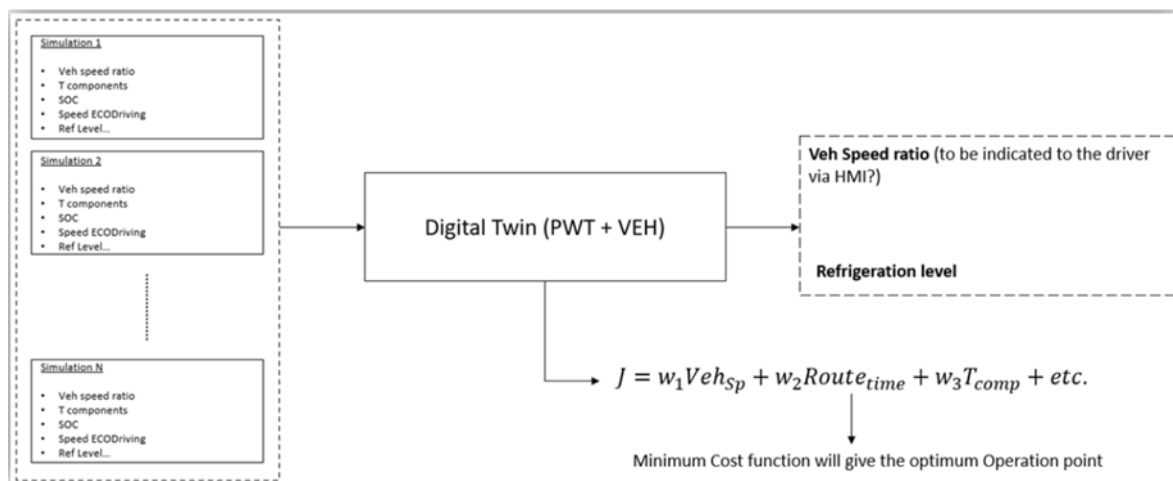 Simulation 1
• Veh speed ratio
• T components
• SOC
• Speed ECODriving
• Ref Level...
Simulation 2
• Veh speed ratio
• T components
• SOC
• Speed ECODriving
• Ref Level...
Simulation N
• Veh speed ratio
• T components
• SOC
• Speed ECODriving
• Ref Level...
Digital Twin (PWT + VEH)
Veh Speed ratio (to be indicated to the driver
via HMI?)
Refrigeration level
J = w₁Veh_Sp + w₂Route_time + w₃T_comp + etc.
Minimum Cost function will give the optimum Operation point